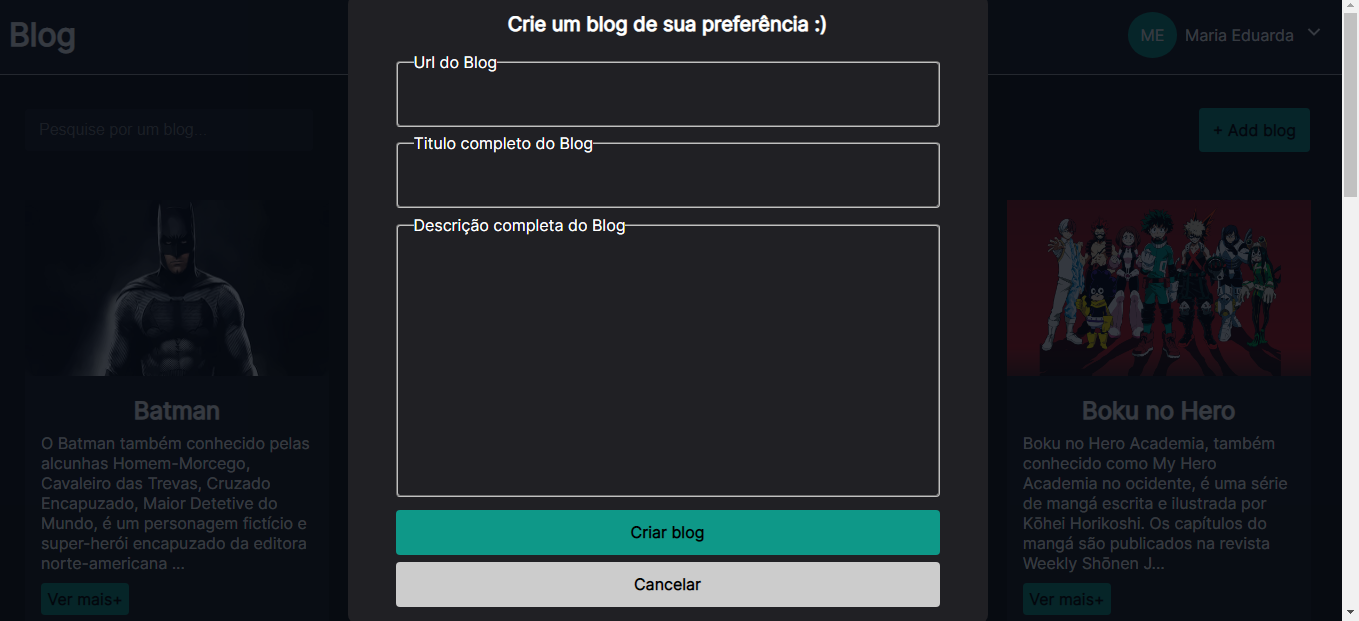 Blog
ME
Maria Eduarda
Pesquise por um blog...
+ Add blog
Crie um blog de sua preferência :)
Url do Blog
Titulo completo do Blog
Descrição completa do Blog
Criar blog
Cancelar
Batman
O Batman também conhecido pelas
alcunhas Homem-Morcego,
Cavaleiro das Trevas, Cruzado
Encapuzado, Maior Detetive do
Mundo, é um personagem fictício e
super-herói encapuzado da editora
norte-americana ...
Ver mais+
Boku no Hero
Boku no Hero Academia, também
conhecido como My Hero
Academia no ocidente, é uma série
de mangá escrita e ilustrada por
Kōhei Horikoshi. Os capítulos do
mangá são publicados na revista
Weekly Shōnen J...
Ver mais+